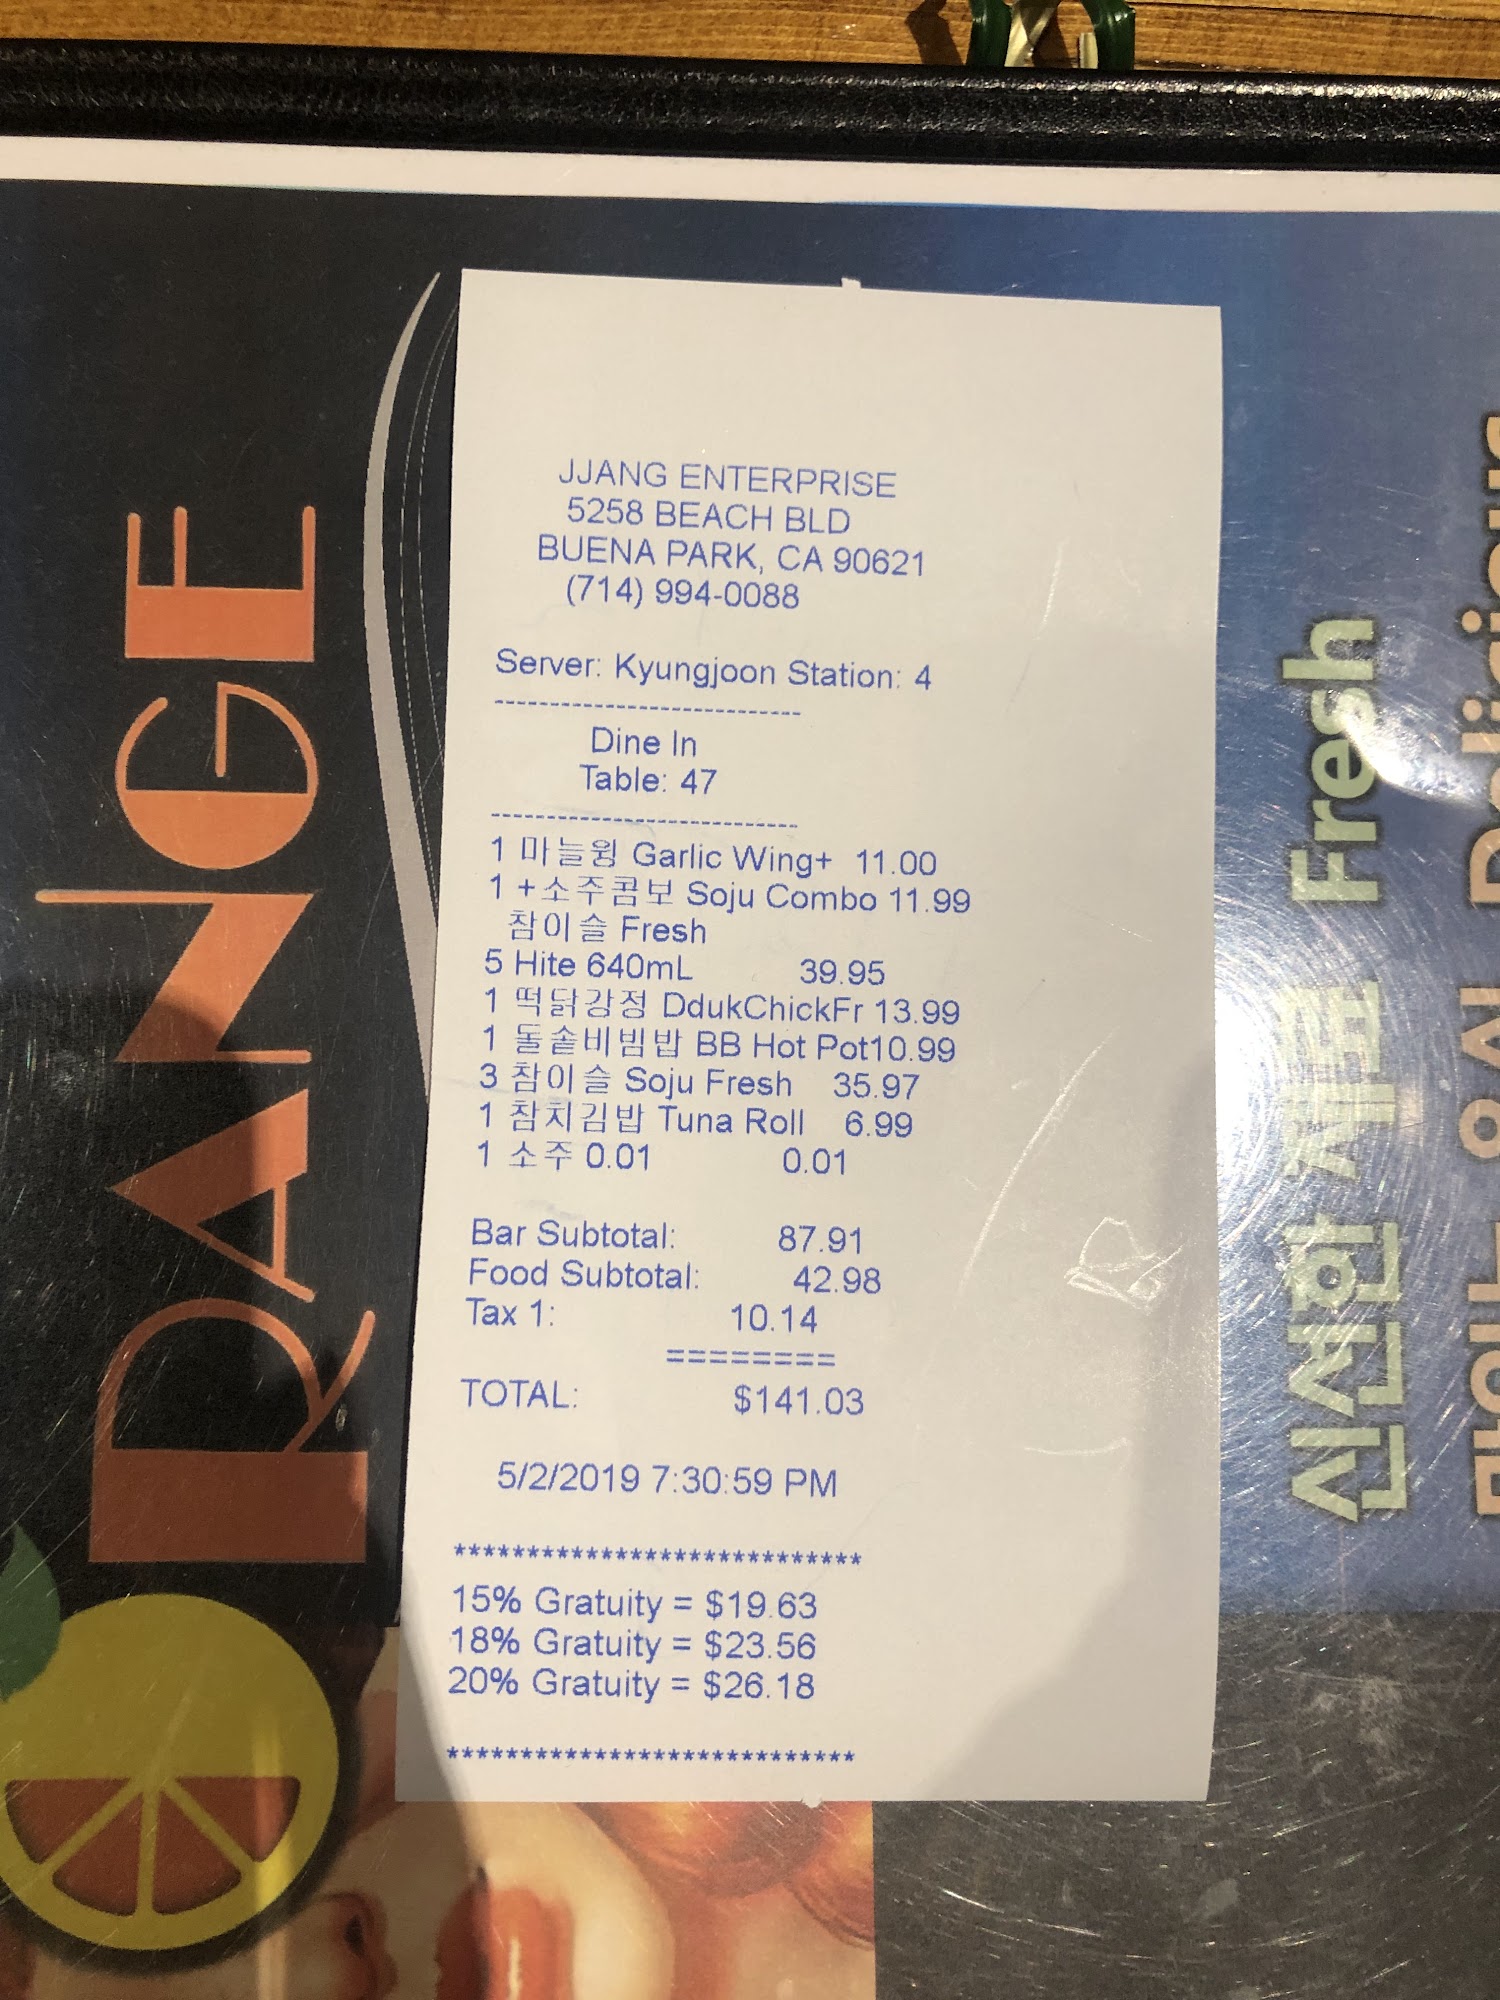 JJANG ENTERPRISE
5258 BEACH BLD
BUENA PARK, CA 90621
(714) 994-0088
Server: Kyungjoon Station: 4
---------------------------
Dine In
Table: 47
---------------------------
1 마늘윙 Garlic Wing+ 11.00
1 +소주콤보 Soju Combo 11.99
참이슬 Fresh
5 Hite 640mL 39.95
1 떡닭강정 DdukChickFr 13.99
1 돌솥비빔밥 BB Hot Pot10.99
3 참이슬 Soju Fresh 35.97
1 참치김밥 Tuna Roll 6.99
1 소주 0.01 0.01
Bar Subtotal: 87.91
Food Subtotal: 42.98
Tax 1: 10.14
========
TOTAL: $141.03
5/2/2019 7:30:59 PM
****************************
15% Gratuity = $19.63
18% Gratuity = $23.56
20% Gratuity = $26.18
****************************
ORANGE
신선한 재료 Fresh
Delicious